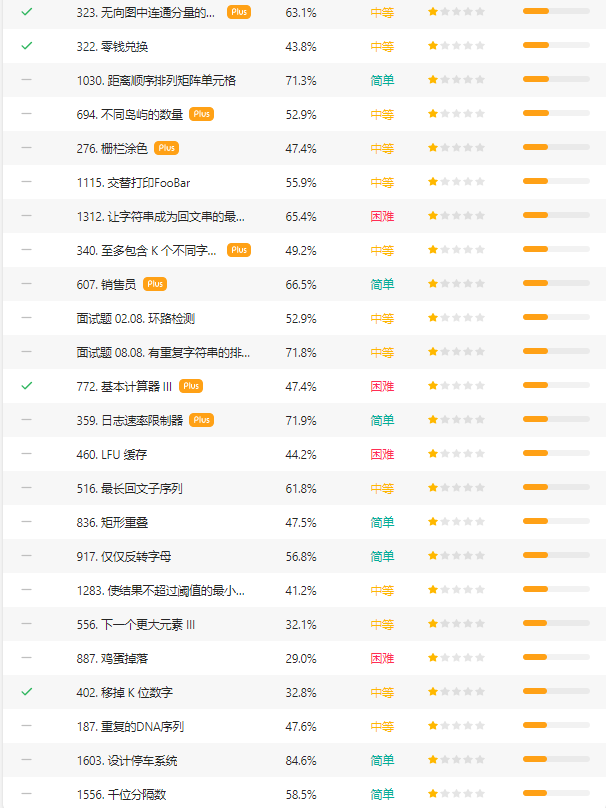 323. 无向图中连通分量的... Plus 63.1% 中等
322. 零钱兑换 43.8% 中等
1030. 距离顺序排列矩阵单元格 71.3% 简单
694. 不同岛屿的数量 Plus 52.9% 中等
276. 栅栏涂色 Plus 47.4% 中等
1115. 交替打印FooBar 55.9% 中等
1312. 让字符串成为回文串的最... 65.4% 困难
340. 至多包含 K 个不同字... Plus 49.2% 中等
607. 销售员 Plus 66.5% 简单
面试题 02.08. 环路检测 52.9% 中等
面试题 08.08. 有重复字符串的排... 71.8% 中等
772. 基本计算器 III Plus 47.4% 困难
359. 日志速率限制器 Plus 71.9% 简单
460. LFU 缓存 44.2% 困难
516. 最长回文子序列 61.8% 中等
836. 矩形重叠 47.5% 简单
917. 仅仅反转字母 56.8% 简单
1283. 使结果不超过阈值的最小... 41.2% 中等
556. 下一个更大元素 III 32.1% 中等
887. 鸡蛋掉落 29.0% 困难
402. 移掉 K 位数字 32.8% 中等
187. 重复的DNA序列 47.6% 中等
1603. 设计停车系统 84.6% 简单
1556. 千位分隔数 58.5% 简单